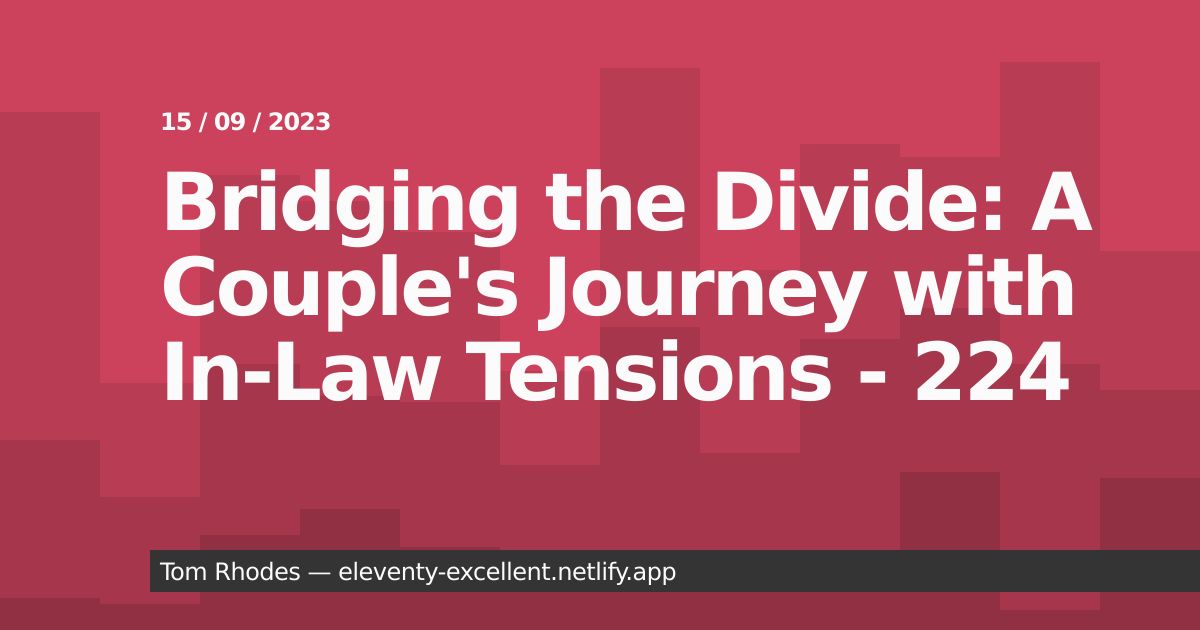 15 / 09 / 2023
Bridging the Divide: A
Couple's Journey with
In-Law Tensions - 224
Tom Rhodes — eleventy-excellent.netlify.app